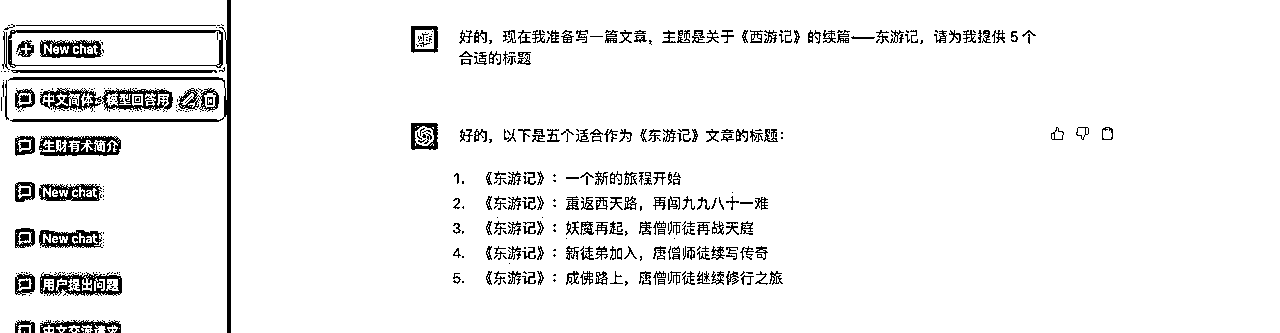 New chat
中文简体- 模型回答用
生财有术简介
New chat
New chat
用户提出问题
中文交流请求
好的，现在我准备写一篇文章，主题是关于《西游记》的续篇——东游记，请为我提供 5 个
合适的标题
好的，以下是五个适合作为《东游记》文章的标题：
1. 《东游记》：一个新的旅程开始
2. 《东游记》：重返西天路，再闯九九八十一难
3. 《东游记》：妖魔再起，唐僧师徒再战天庭
4. 《东游记》：新徒弟加入，唐僧师徒续写传奇
5. 《东游记》：成佛路上，唐僧师徒继续修行之旅